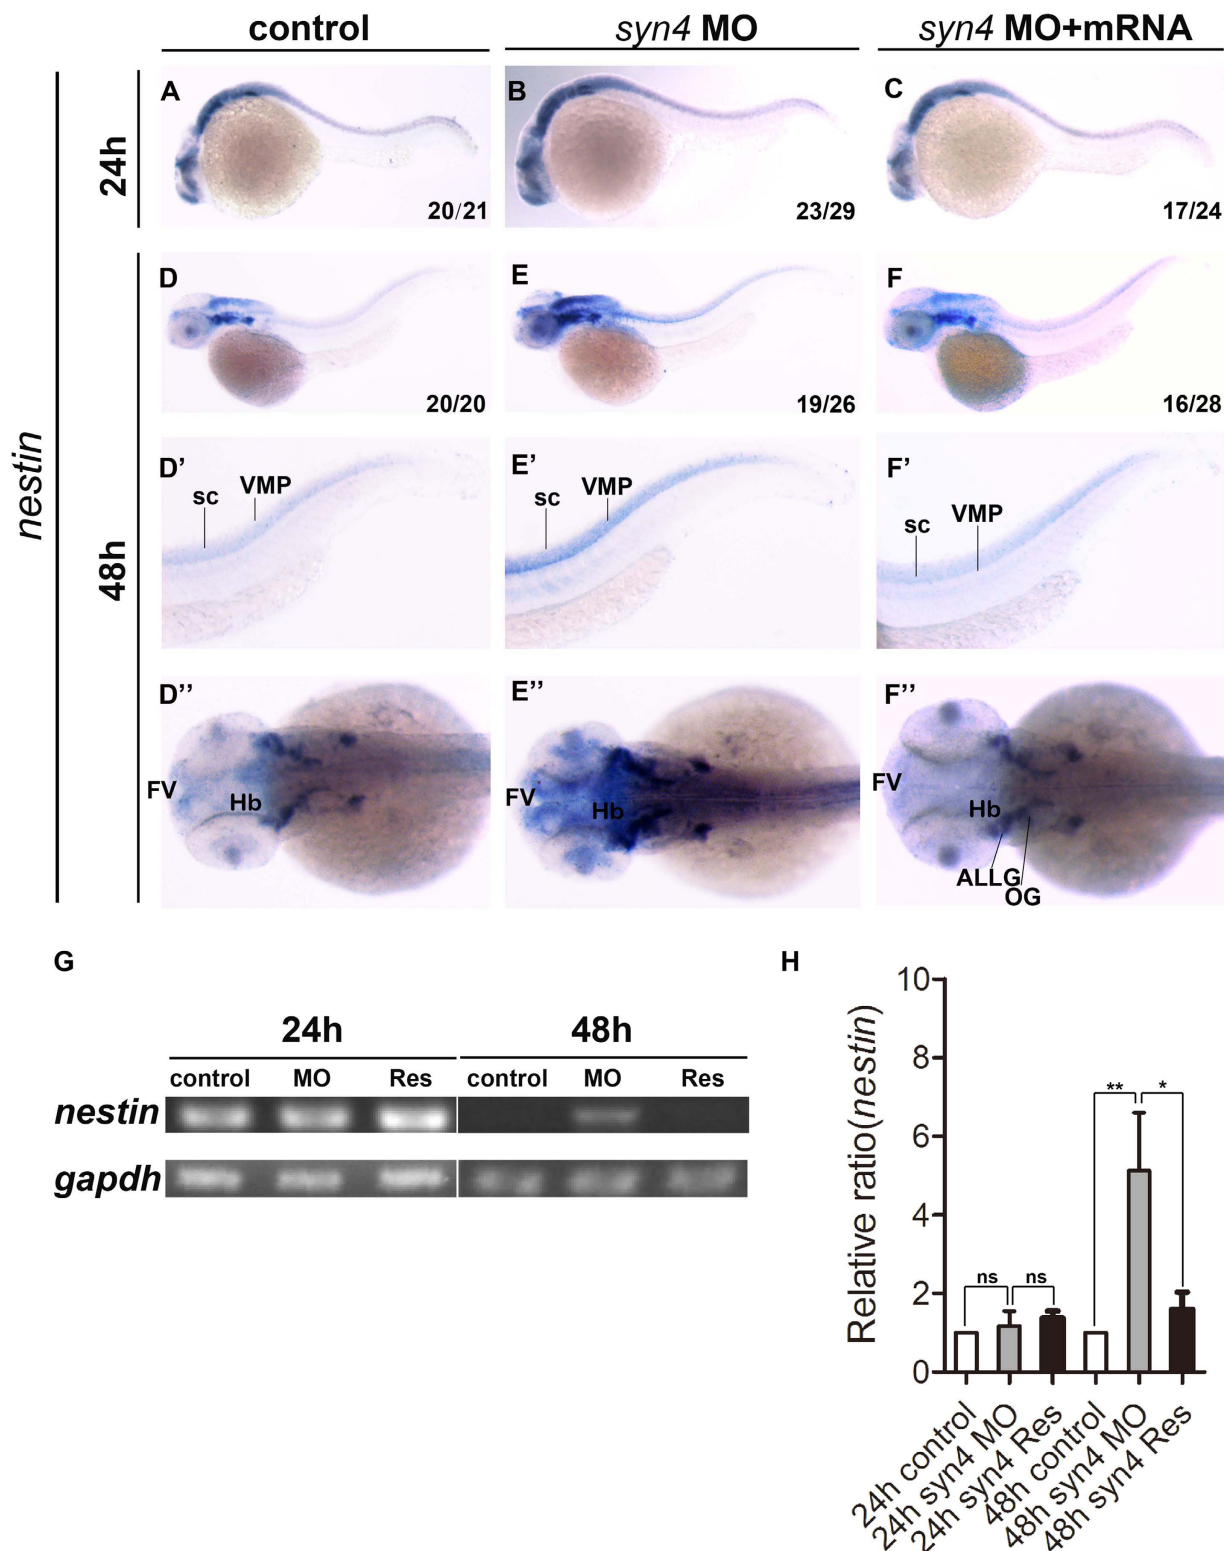 control
syn4 MO
syn4 MO+mRNA
nestin
24h
A
20/21
B
23/29
C
17/24
48h
D
20/20
E
19/26
F
16/28
D'
sc
VMP
E'
sc
VMP
F'
sc
VMP
D''
FV
Hb
E''
FV
Hb
F''
FV
Hb
ALLG
OG
G
24h
48h
control
MO
Res
control
MO
Res
nestin
gapdh
H
Relative ratio(nestin)
10
8
6
4
2
0
ns
ns
**
*
24h control
24h syn4 MO
24h syn4 Res
48h control
48h syn4 MO
48h syn4 Res